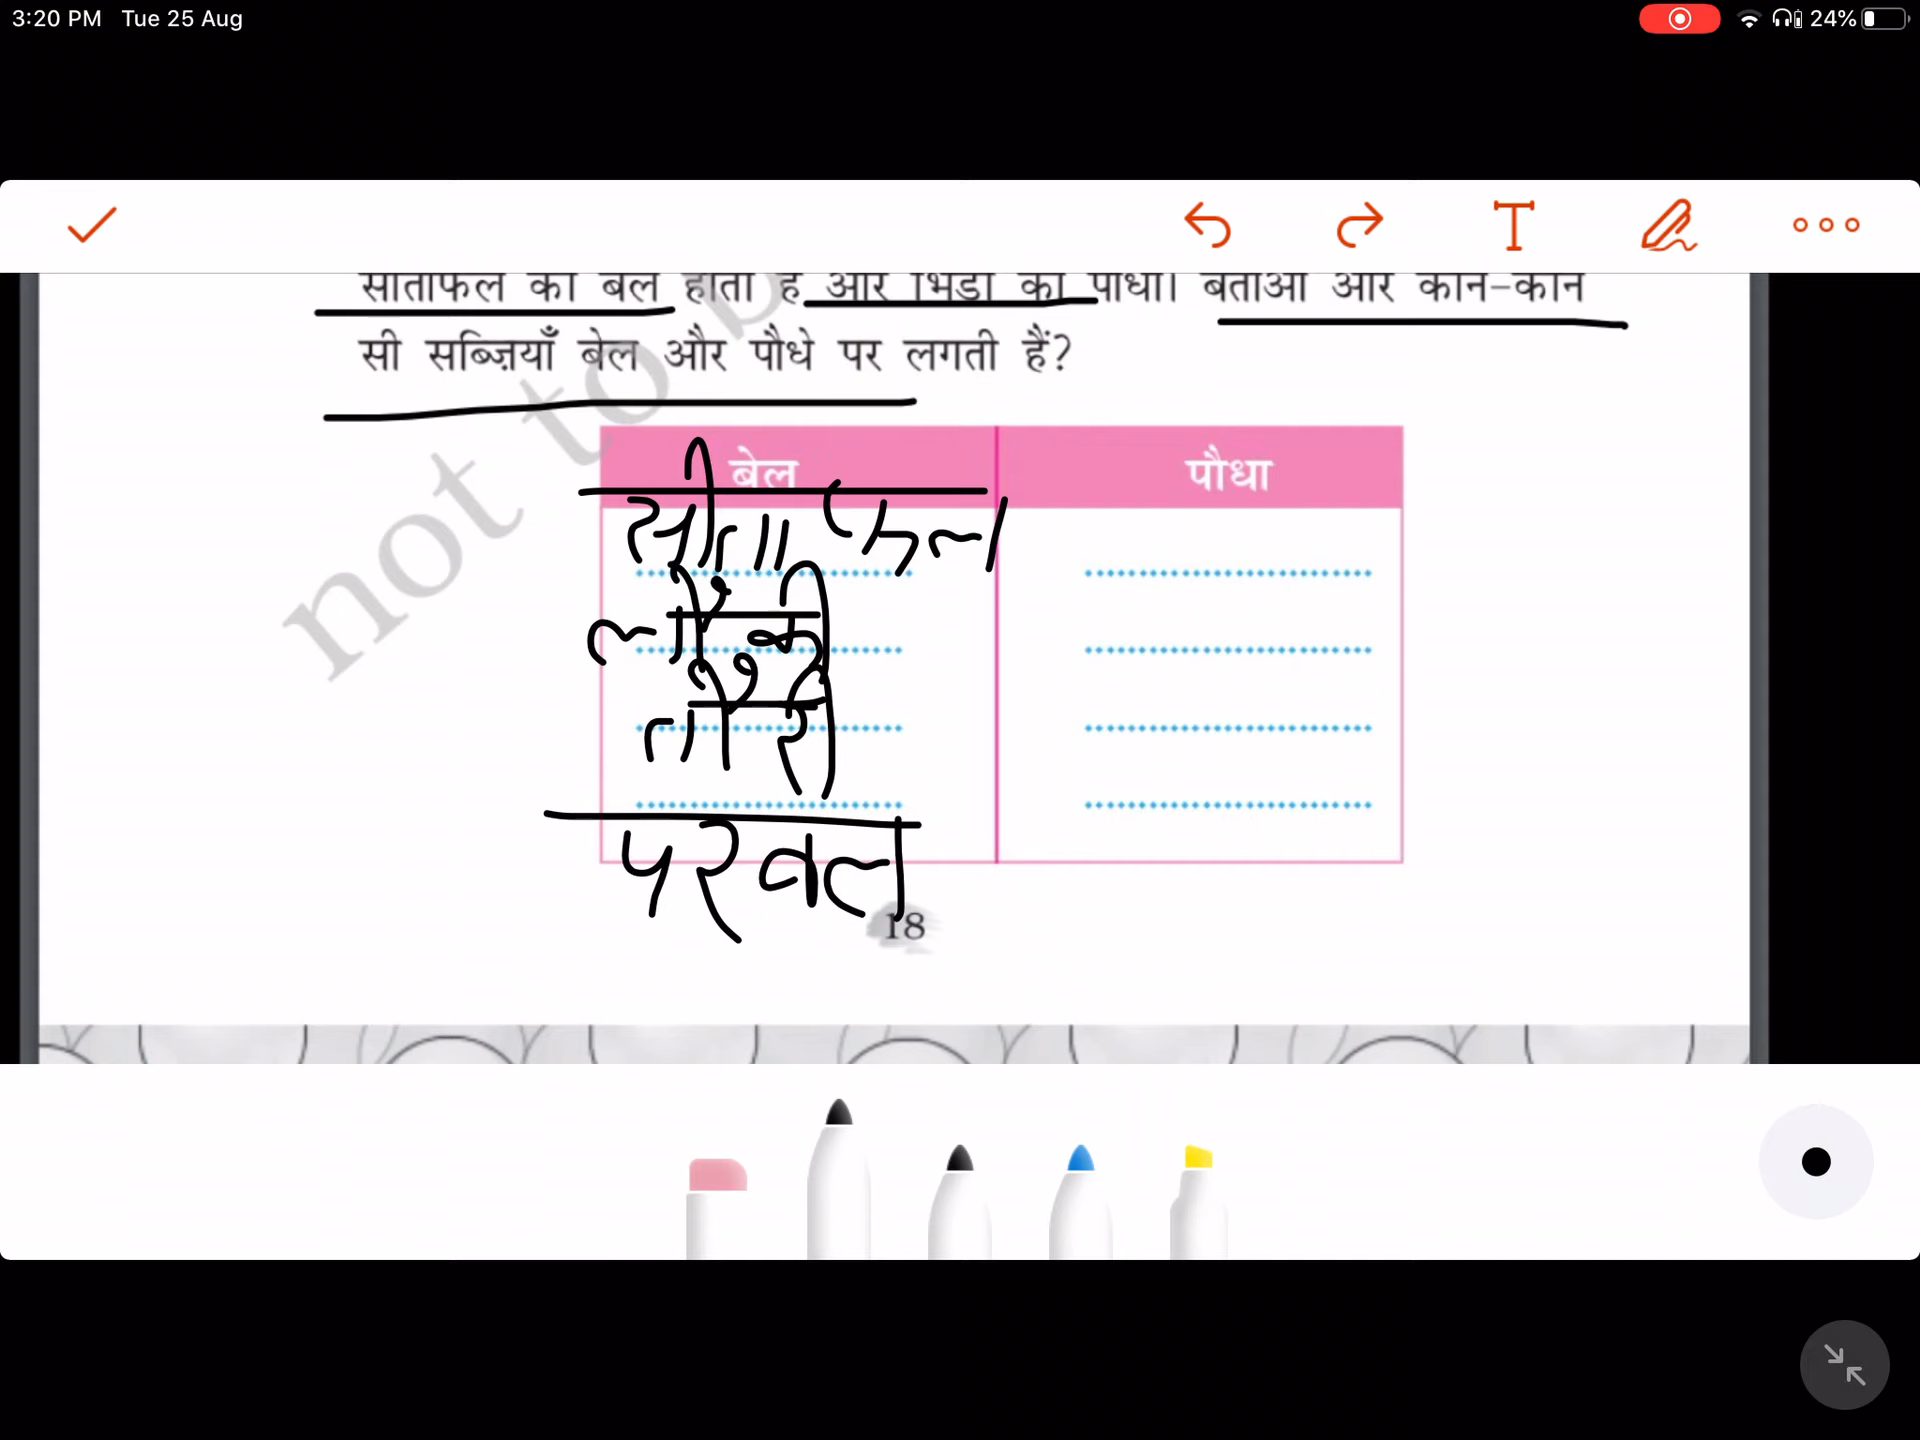 3:20 PM Tue 25 Aug
24%
T
सीताफल की बेल होती है और भिंडी का पौधा। बताओ और कौन-कौन
सी सब्ज़ियाँ बेल और पौधे पर लगती हैं?
not to b
बेल
पौधा
सीताफल
लौकी
तोरी
परवल
18